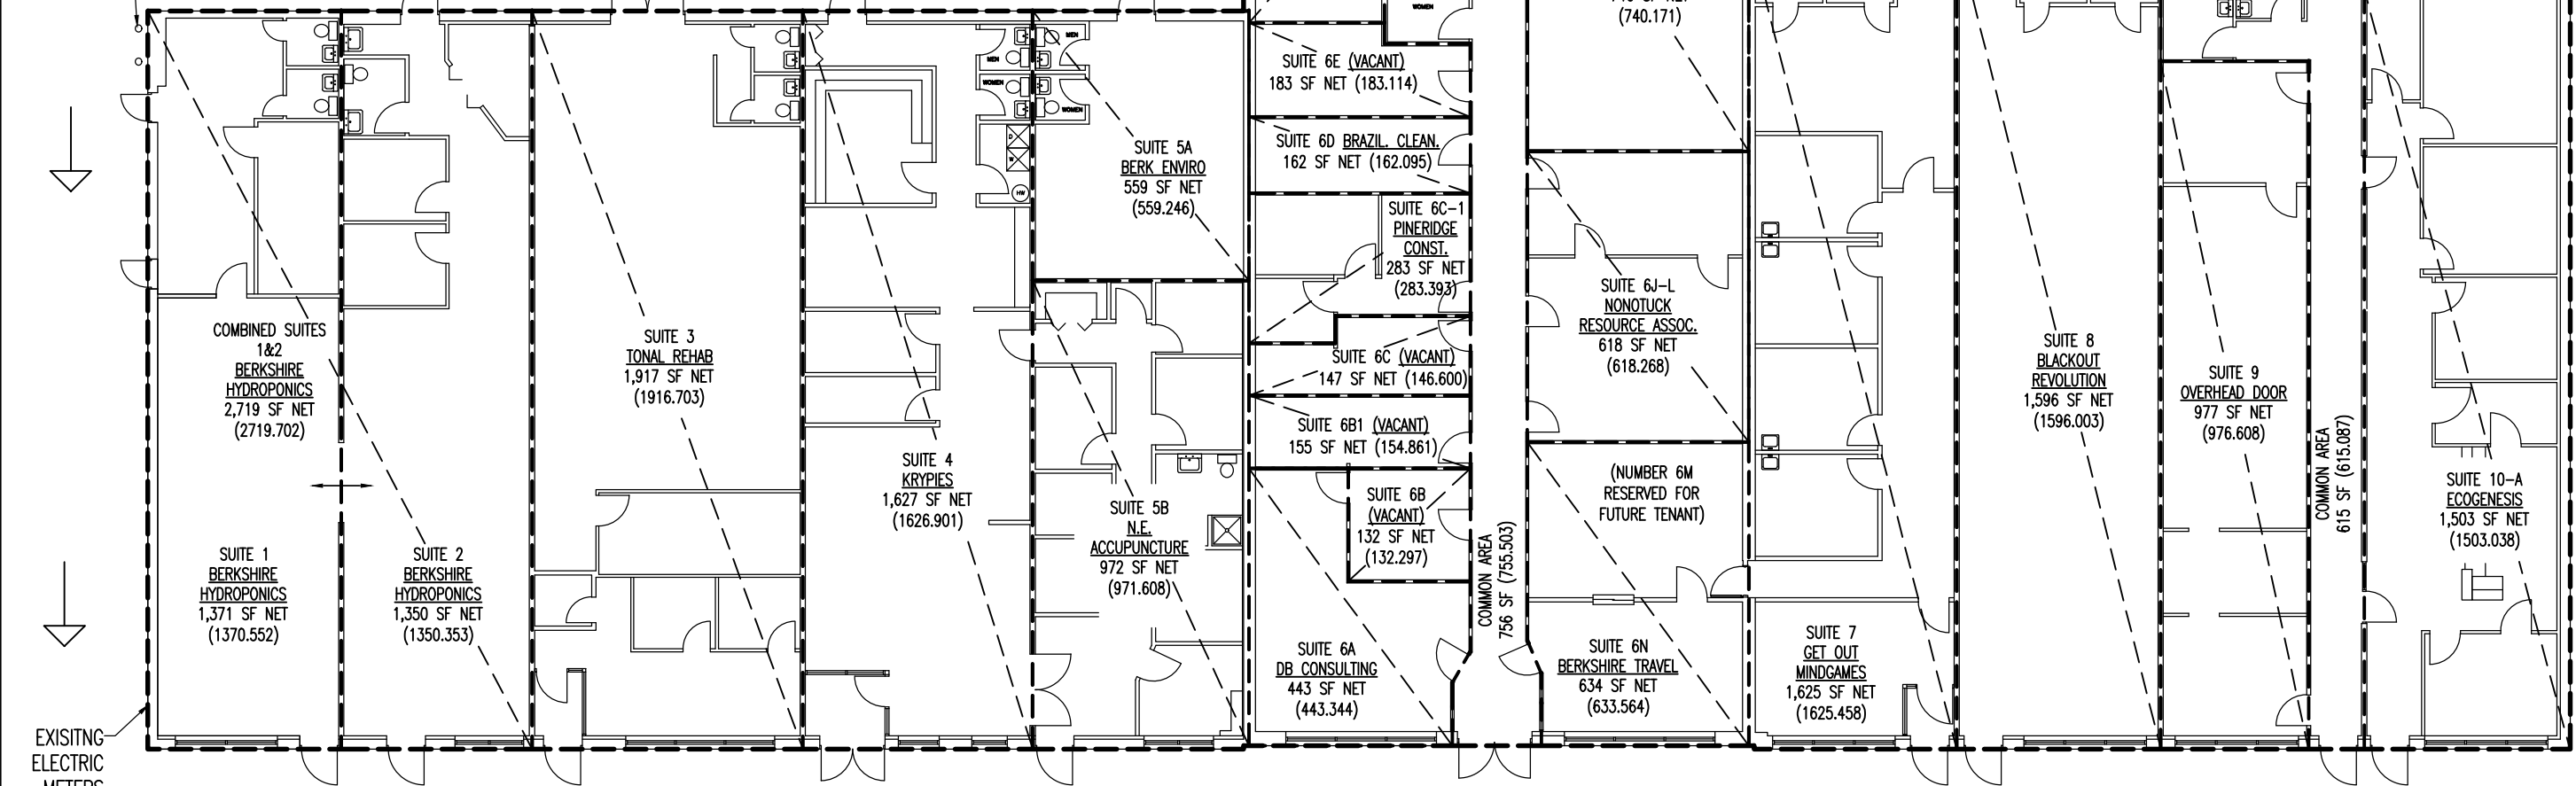 COMBINED SUITES
1&2
BERKSHIRE
HYDROPONICS
2,719 SF NET
(2719.702)
SUITE 1
BERKSHIRE
HYDROPONICS
1,371 SF NET
(1370.552)
SUITE 2
BERKSHIRE
HYDROPONICS
1,350 SF NET
(1350.353)
EXISITNG
ELECTRIC
METERS
SUITE 3
TONAL REHAB
1,917 SF NET
(1916.703)
MEN
WOMEN
D
W
HW
SUITE 4
KRYPIES
1,627 SF NET
(1626.901)
MEN
WOMEN
SUITE 5A
BERK ENVIRO
559 SF NET
(559.246)
SUITE 5B
N.E.
ACCUPUNCTURE
972 SF NET
(971.608)
WOMEN
SUITE 6E (VACANT)
183 SF NET (183.114)
SUITE 6D BRAZIL. CLEAN.
162 SF NET (162.095)
SUITE 6C-1
PINERIDGE
CONST.
283 SF NET
(283.393)
SUITE 6C (VACANT)
147 SF NET (146.600)
SUITE 6B1 (VACANT)
155 SF NET (154.861)
SUITE 6B
(VACANT)
132 SF NET
(132.297)
SUITE 6A
DB CONSULTING
443 SF NET
(443.344)
COMMON AREA
756 SF (755.503)
(740.171)
SUITE 6J-L
NONOTUCK
RESOURCE ASSOC.
618 SF NET
(618.268)
(NUMBER 6M
RESERVED FOR
FUTURE TENANT)
SUITE 6N
BERKSHIRE TRAVEL
634 SF NET
(633.564)
SUITE 7
GET OUT
MINDGAMES
1,625 SF NET
(1625.458)
SUITE 8
BLACKOUT
REVOLUTION
1,596 SF NET
(1596.003)
SUITE 9
OVERHEAD DOOR
977 SF NET
(976.608)
COMMON AREA
615 SF (615.087)
SUITE 10-A
ECOGENESIS
1,503 SF NET
(1503.038)